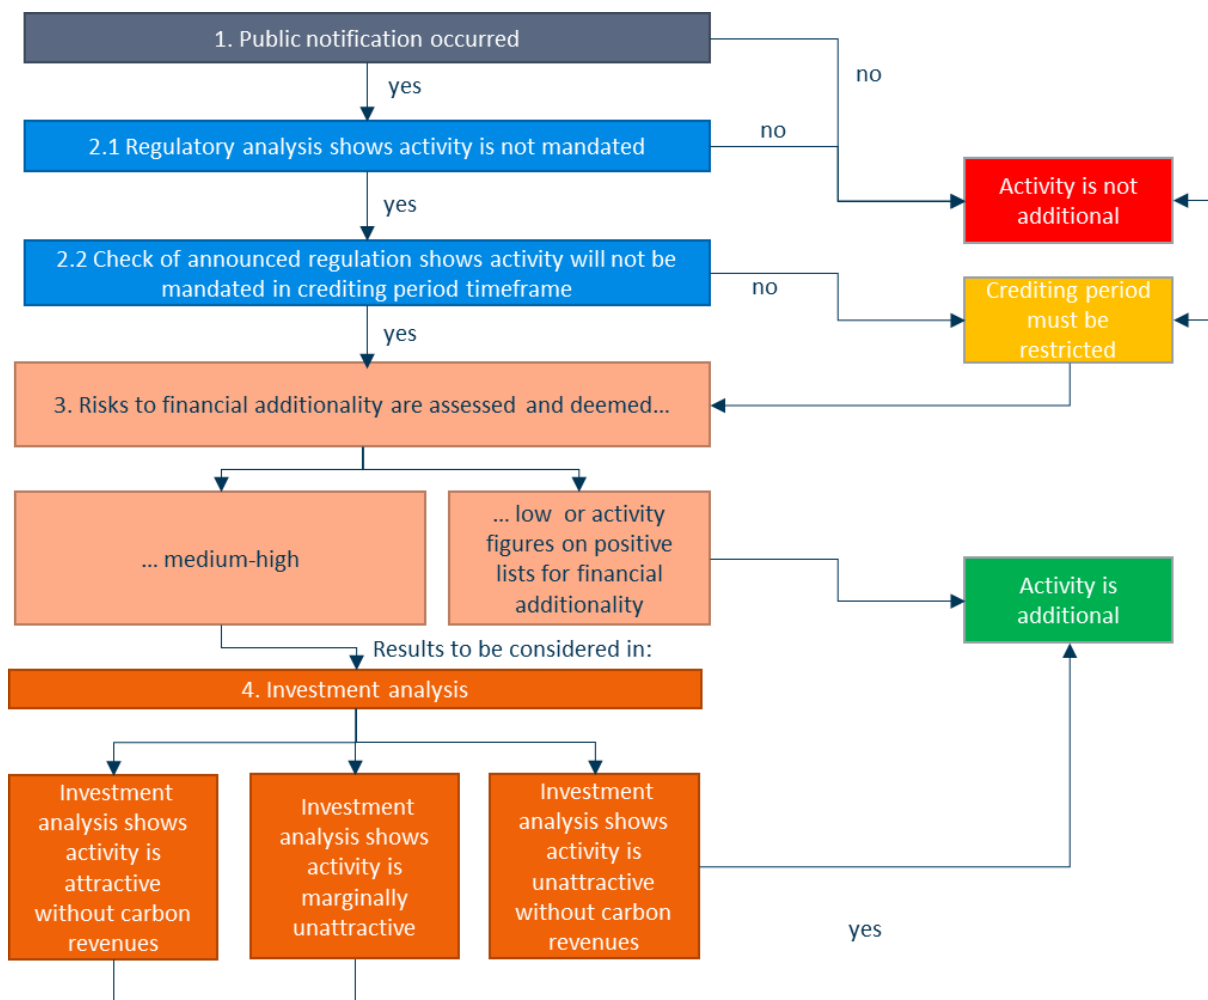 1. Public notification occurred
no
yes
2.1 Regulatory analysis shows activity is not mandated
no
Activity is not
additional
yes
2.2 Check of announced regulation shows activity will not be
mandated in crediting period timeframe
no
Crediting period
must be
restricted
yes
3. Risks to financial additionality are assessed and deemed...
... medium-high
... low or activity
figures on positive
lists for financial
additionality
Activity is
additional
Results to be considered in:
4. Investment analysis
Investment
analysis shows
activity is
attractive
without carbon
revenues
Investment
analysis shows
activity is
marginally
unattractive
Investment
analysis shows
activity is
unattractive
without carbon
revenues
yes